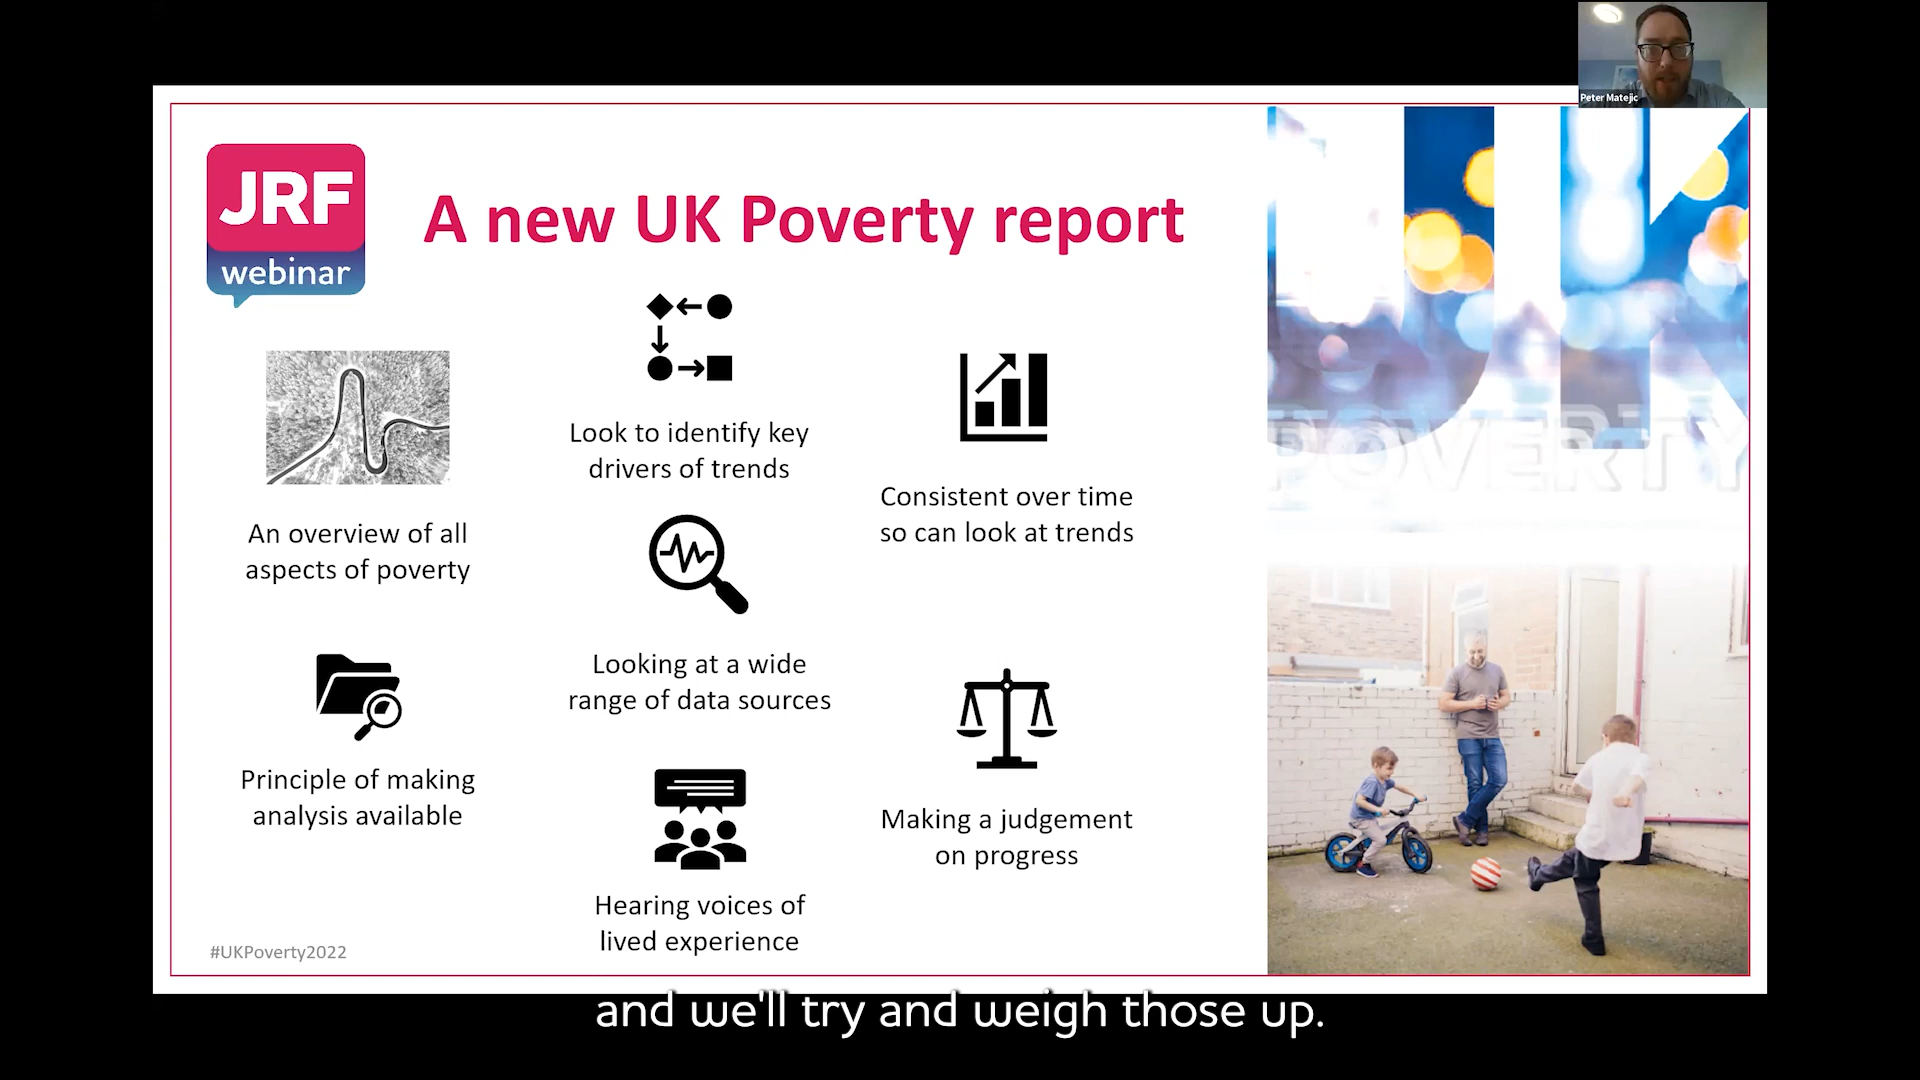 Peter Matejic
JRF
webinar
A new UK Poverty report
UK
POVERTY
An overview of all
aspects of poverty
Look to identify key
drivers of trends
Consistent over time
so can look at trends
Looking at a wide
range of data sources
Principle of making
analysis available
Making a judgement
on progress
Hearing voices of
lived experience
#UKPoverty2022
and we'll try and weigh those up.